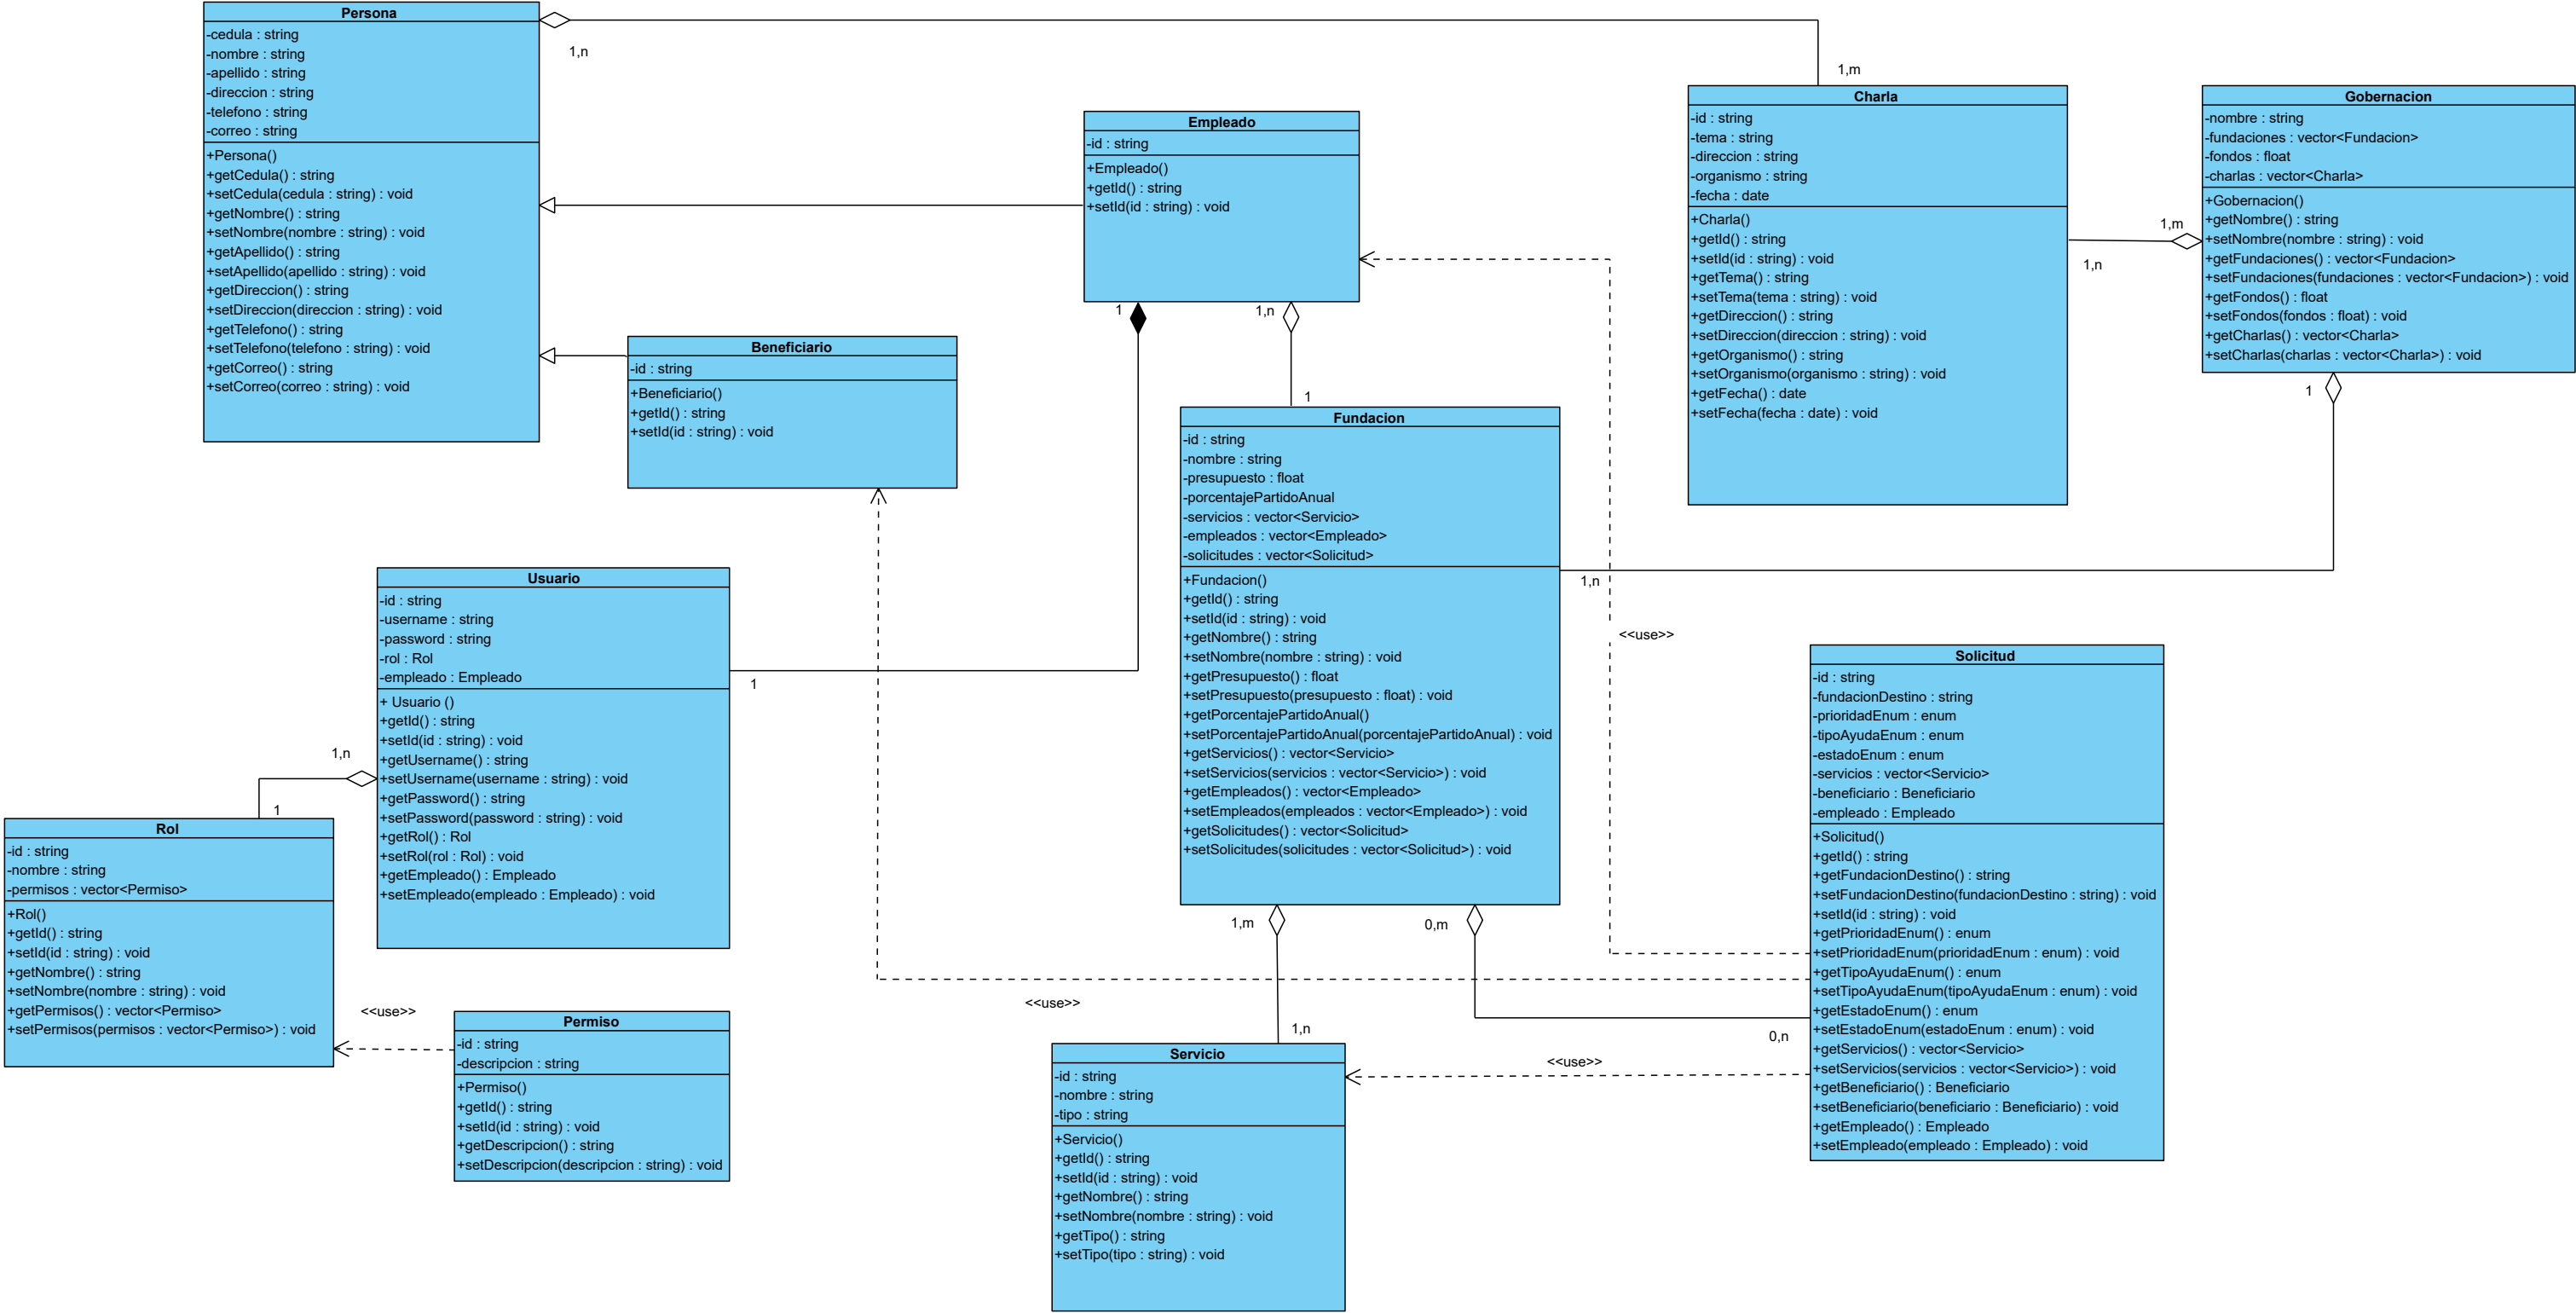 Persona
-cedula : string
-nombre : string
-apellido : string
-direccion : string
-telefono : string
-correo : string
+Persona()
+getCedula() : string
+setCedula(cedula : string) : void
+getNombre() : string
+setNombre(nombre : string) : void
+getApellido() : string
+setApellido(apellido : string) : void
+getDireccion() : string
+setDireccion(direccion : string) : void
+getTelefono() : string
+setTelefono(telefono : string) : void
+getCorreo() : string
+setCorreo(correo : string) : void
1,n
1,m
Empleado
-id : string
+Empleado()
+getId() : string
+setId(id : string) : void
1
1,n
Charla
-id : string
-tema : string
-direccion : string
-organismo : string
-fecha : date
+Charla()
+getId() : string
+setId(id : string) : void
+getTema() : string
+setTema(tema : string) : void
+getDireccion() : string
+setDireccion(direccion : string) : void
+getOrganismo() : string
+setOrganismo(organismo : string) : void
+getFecha() : date
+setFecha(fecha : date) : void
1,m
1,n
Gobernacion
-nombre : string
-fundaciones : vector<Fundacion>
-fondos : float
-charlas : vector<Charla>
+Gobernacion()
+getNombre() : string
+setNombre(nombre : string) : void
+getFundaciones() : vector<Fundacion>
+setFundaciones(fundaciones : vector<Fundacion>) : void
+getFondos() : float
+setFondos(fondos : float) : void
+getCharlas() : vector<Charla>
+setCharlas(charlas : vector<Charla>) : void
1
Beneficiario
-id : string
+Beneficiario()
+getId() : string
+setId(id : string) : void
1
Fundacion
-id : string
-nombre : string
-presupuesto : float
-porcentajePartidoAnual
-servicios : vector<Servicio>
-empleados : vector<Empleado>
-solicitudes : vector<Solicitud>
+Fundacion()
+getId() : string
+setId(id : string) : void
+getNombre() : string
+setNombre(nombre : string) : void
+getPresupuesto() : float
+setPresupuesto(presupuesto : float) : void
+getPorcentajePartidoAnual()
+setPorcentajePartidoAnual(porcentajePartidoAnual) : void
+getServicios() : vector<Servicio>
+setServicios(servicios : vector<Servicio>) : void
+getEmpleados() : vector<Empleado>
+setEmpleados(empleados : vector<Empleado>) : void
+getSolicitudes() : vector<Solicitud>
+setSolicitudes(solicitudes : vector<Solicitud>) : void
1,n
<<use>>
1,m
0,m
Usuario
-id : string
-username : string
-password : string
-rol : Rol
-empleado : Empleado
+ Usuario ()
+getId() : string
+setId(id : string) : void
+getUsername() : string
+setUsername(username : string) : void
+getPassword() : string
+setPassword(password : string) : void
+getRol() : Rol
+setRol(rol : Rol) : void
+getEmpleado() : Empleado
+setEmpleado(empleado : Empleado) : void
1
1,n
1
Solicitud
-id : string
-fundacionDestino : string
-prioridadEnum : enum
-tipoAyudaEnum : enum
-estadoEnum : enum
-servicios : vector<Servicio>
-beneficiario : Beneficiario
-empleado : Empleado
+Solicitud()
+getId() : string
+getFundacionDestino() : string
+setFundacionDestino(fundacionDestino : string) : void
+setId(id : string) : void
+getPrioridadEnum() : enum
+setPrioridadEnum(prioridadEnum : enum) : void
+getTipoAyudaEnum() : enum
+setTipoAyudaEnum(tipoAyudaEnum : enum) : void
+getEstadoEnum() : enum
+setEstadoEnum(estadoEnum : enum) : void
+getServicios() : vector<Servicio>
+setServicios(servicios : vector<Servicio>) : void
+getBeneficiario() : Beneficiario
+setBeneficiario(beneficiario : Beneficiario) : void
+getEmpleado() : Empleado
+setEmpleado(empleado : Empleado) : void
0,n
Rol
-id : string
-nombre : string
-permisos : vector<Permiso>
+Rol()
+getId() : string
+setId(id : string) : void
+getNombre() : string
+setNombre(nombre : string) : void
+getPermisos() : vector<Permiso>
+setPermisos(permisos : vector<Permiso>) : void
<<use>>
Permiso
-id : string
-descripcion : string
+Permiso()
+getId() : string
+setId(id : string) : void
+getDescripcion() : string
+setDescripcion(descripcion : string) : void
<<use>>
1,n
<<use>>
Servicio
-id : string
-nombre : string
-tipo : string
+Servicio()
+getId() : string
+setId(id : string) : void
+getNombre() : string
+setNombre(nombre : string) : void
+getTipo() : string
+setTipo(tipo : string) : void